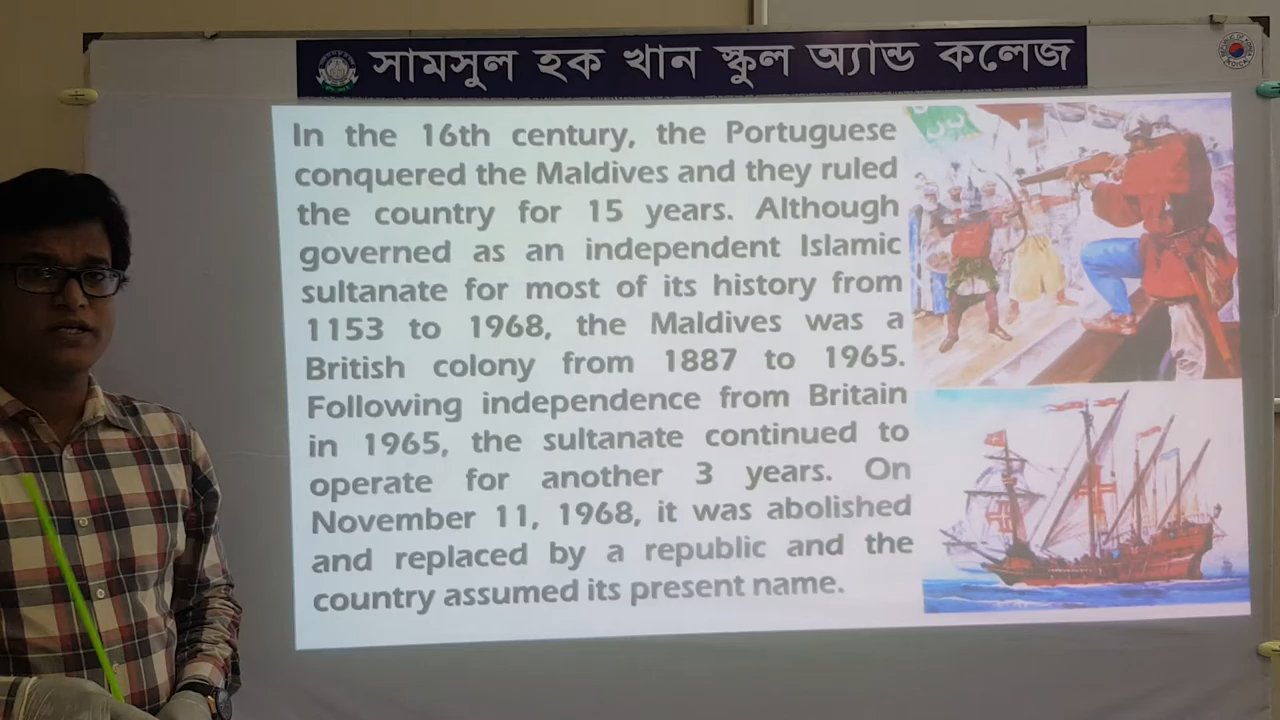 সামসুল হক খান স্কুল অ্যান্ড কলেজ
In the 16th century, the Portuguese
conquered the Maldives and they ruled
the country for 15 years. Although
governed as an independent Islamic
sultanate for most of its history from
1153 to 1968, the Maldives was a
British colony from 1887 to 1965.
Following independence from Britain
in 1965, the sultanate continued to
operate for another 3 years. On
November 11, 1968, it was abolished
and replaced by a republic and the
country assumed its present name.